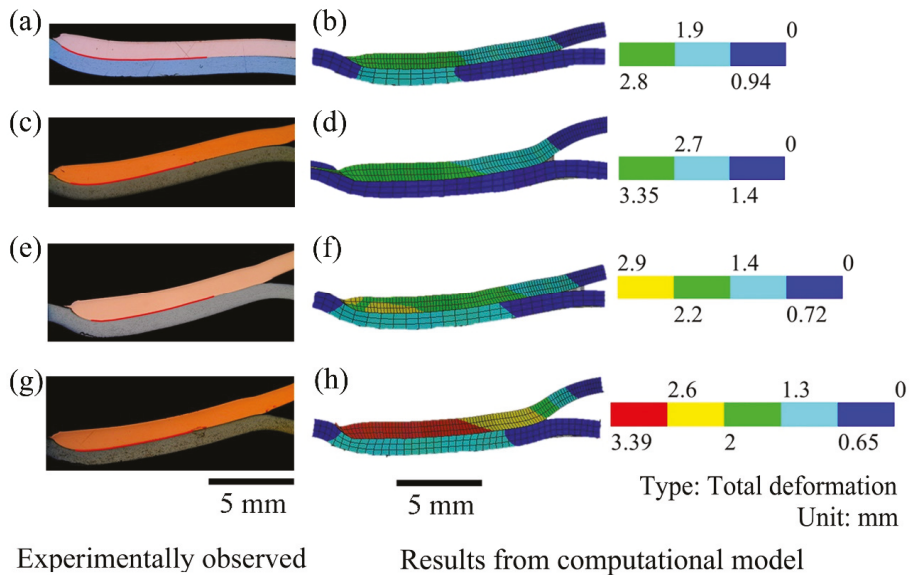 (a)
(b)
1.9 0
2.8 0.94
(c)
(d)
2.7 0
3.35 1.4
(e)
(f)
2.9 1.4 0
2.2 0.72
(g)
(h)
2.6 1.3 0
3.39 2 0.65
5 mm
5 mm
Type: Total deformation
Unit: mm
Experimentally observed
Results from computational model